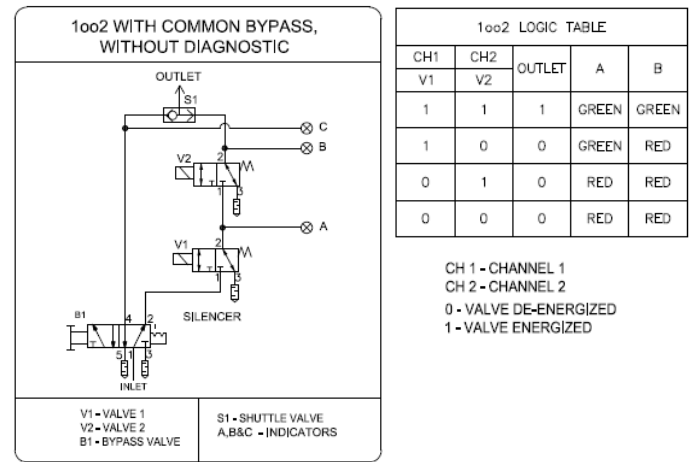 1oo2 WITH COMMON BYPASS,
WITHOUT DIAGNOSTIC
OUTLET
S1
C
B
V2
2
1
3
A
V1
2
1
3
SILENCER
B1
4
2
5
1
3
INLET
V1 - VALVE 1
V2 - VALVE 2
B1 - BYPASS VALVE
S1 - SHUTTLE VALVE
A,B&C - INDICATORS
1oo2 LOGIC TABLE
CH1 CH2 OUTLET A B
V1 V2
1 1 1 GREEN GREEN
1 0 0 GREEN RED
0 1 0 RED RED
0 0 0 RED RED
CH 1 - CHANNEL 1
CH 2 - CHANNEL 2
0 - VALVE DE-ENERGIZED
1 - VALVE ENERGIZED